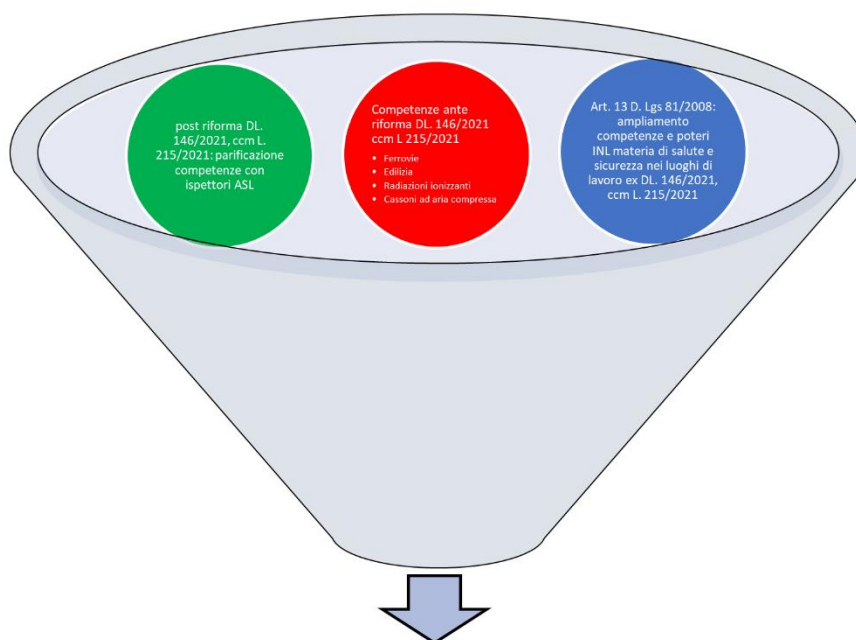 post riforma DL.
146/2021, ccm L.
215/2021: parificazione
competenze con
ispettori ASL
Competenze ante
riforma DL. 146/2021
ccm L 215/2021
• Ferrovie
• Edilizia
• Radiazioni ionizzanti
• Cassoni ad aria compressa
Art. 13 D. Lgs 81/2008:
ampliamento
competenze e poteri
INL materia di salute e
sicurezza nei luoghi di
lavoro ex DL. 146/2021,
ccm L. 215/2021